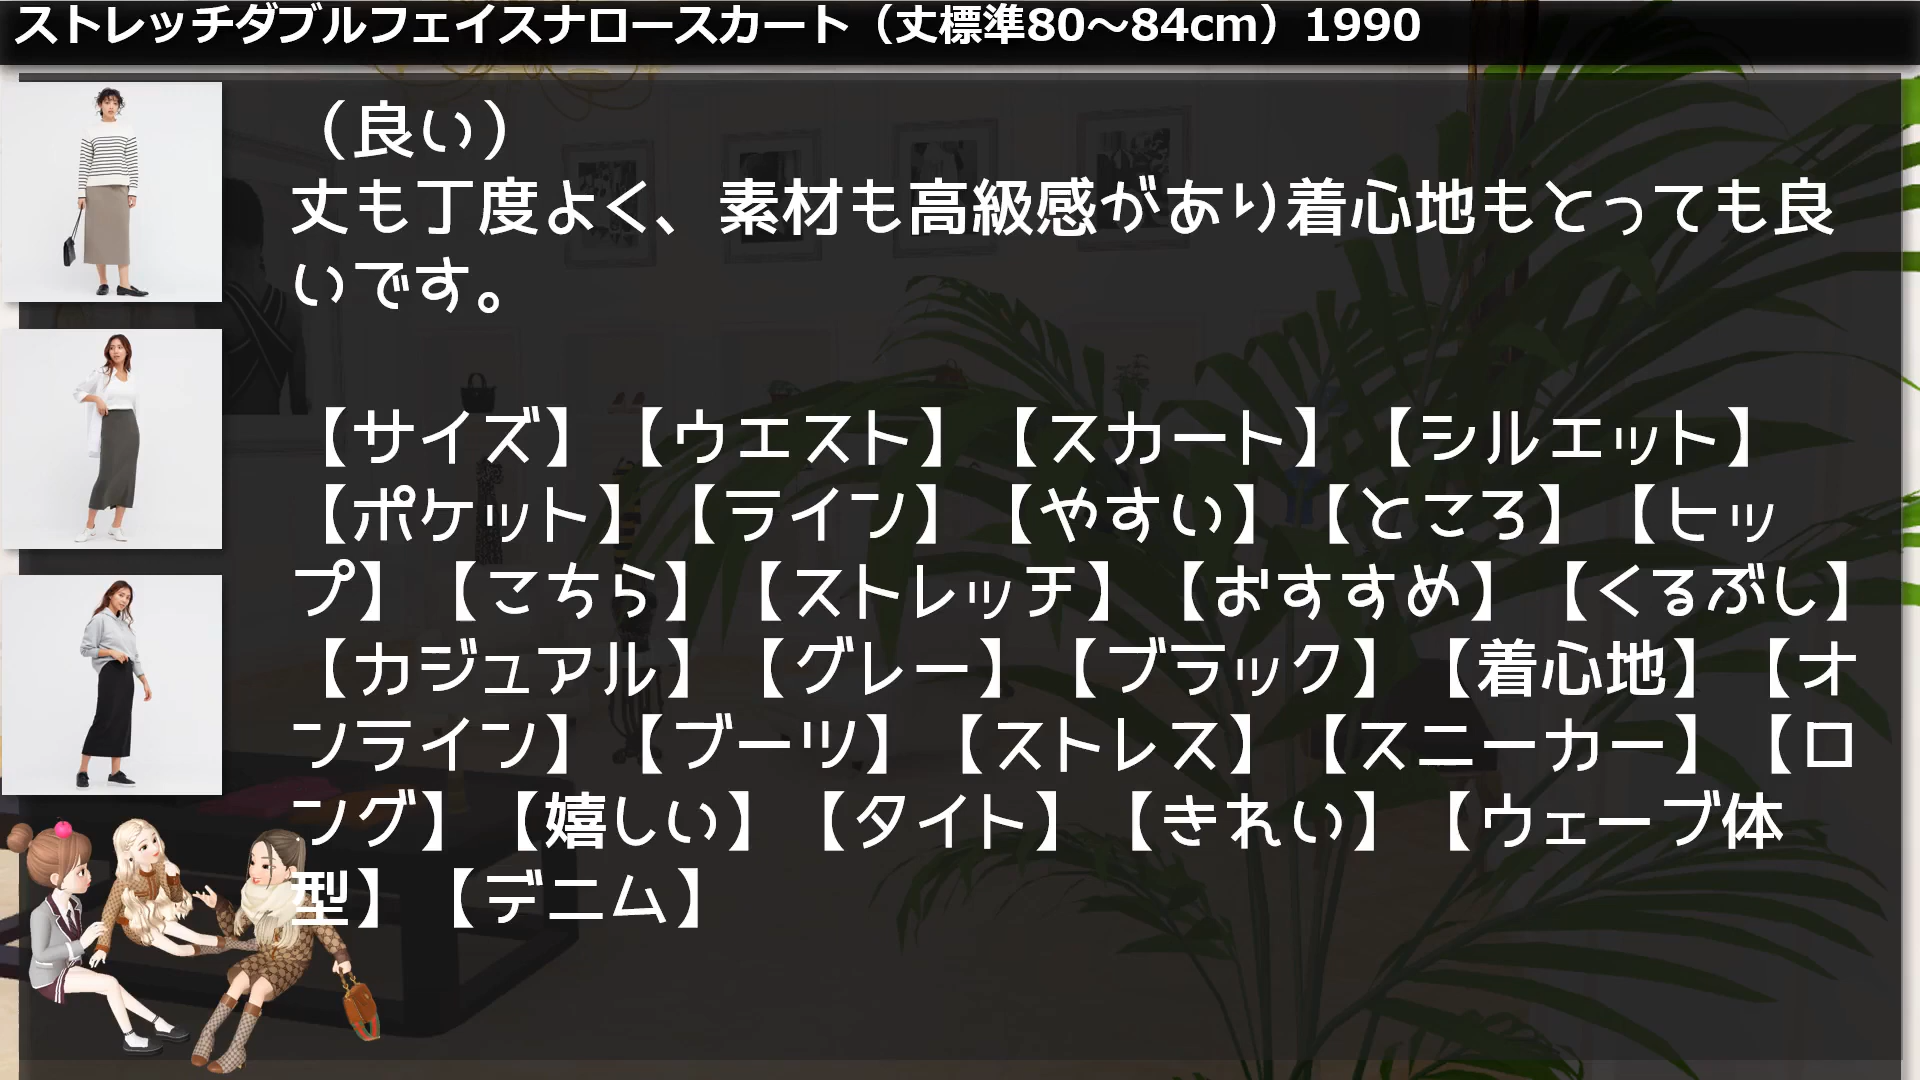 ストレッチダブルフェイスナロースカート（丈標準80～84cm）1990
（良い）
丈も丁度よく、素材も高級感があり着心地もとっても良
いです。
【サイズ】【ウエスト】【スカート】【シルエット】
【ポケット】【ライン】【やすい】【ところ】【ヒッ
プ】【こちら】【ストレッチ】【おすすめ】【くるぶし】
【カジュアル】【グレー】【ブラック】【着心地】【オ
ンライン】【ブーツ】【ストレス】【スニーカー】【ロ
ング】【嬉しい】【タイト】【きれい】【ウェーブ体
型】【デニム】